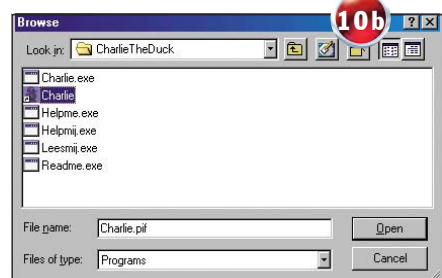 10b
Browse
Look in: CharlieTheDuck
Charlie.exe
Charlie
Helpme.exe
Helpmij.exe
Leesmij.exe
Readme.exe
File name: Charlie.pif Open
Files of type: Programs Cancel